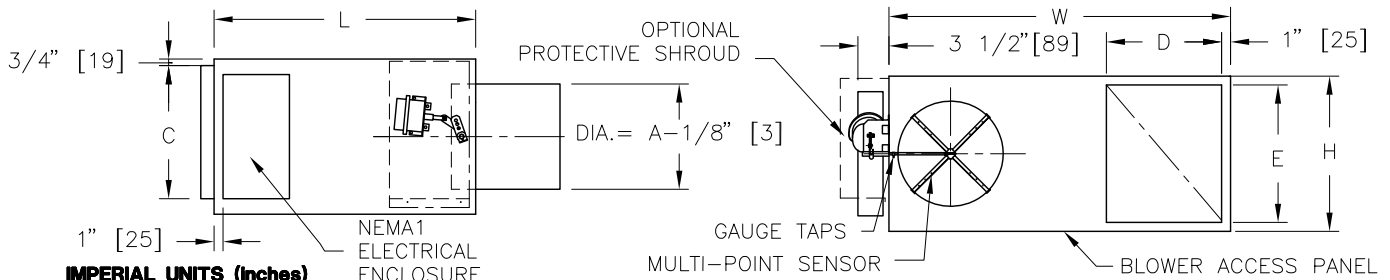 L
3/4" [19]
C
DIA.= A-1/8" [3]
1" [25]
NEMA1
ELECTRICAL
ENCLOSURE
IMPERIAL UNITS (Inches)
OPTIONAL
PROTECTIVE SHROUD
W
3 1/2"[89]
D
1" [25]
E
H
GAUGE TAPS
MULTI-POINT SENSOR
BLOWER ACCESS PANEL